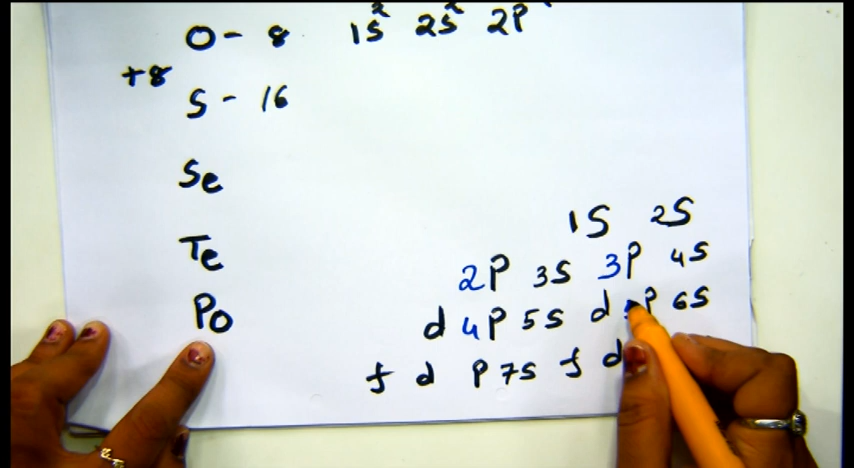 O - 8 1s² 2s² 2p
+8
S - 16
Se
1s 2s
Te 2p 3s 3p 4s
Po d 4p 5s d 5p 6s
f d p 7s f d